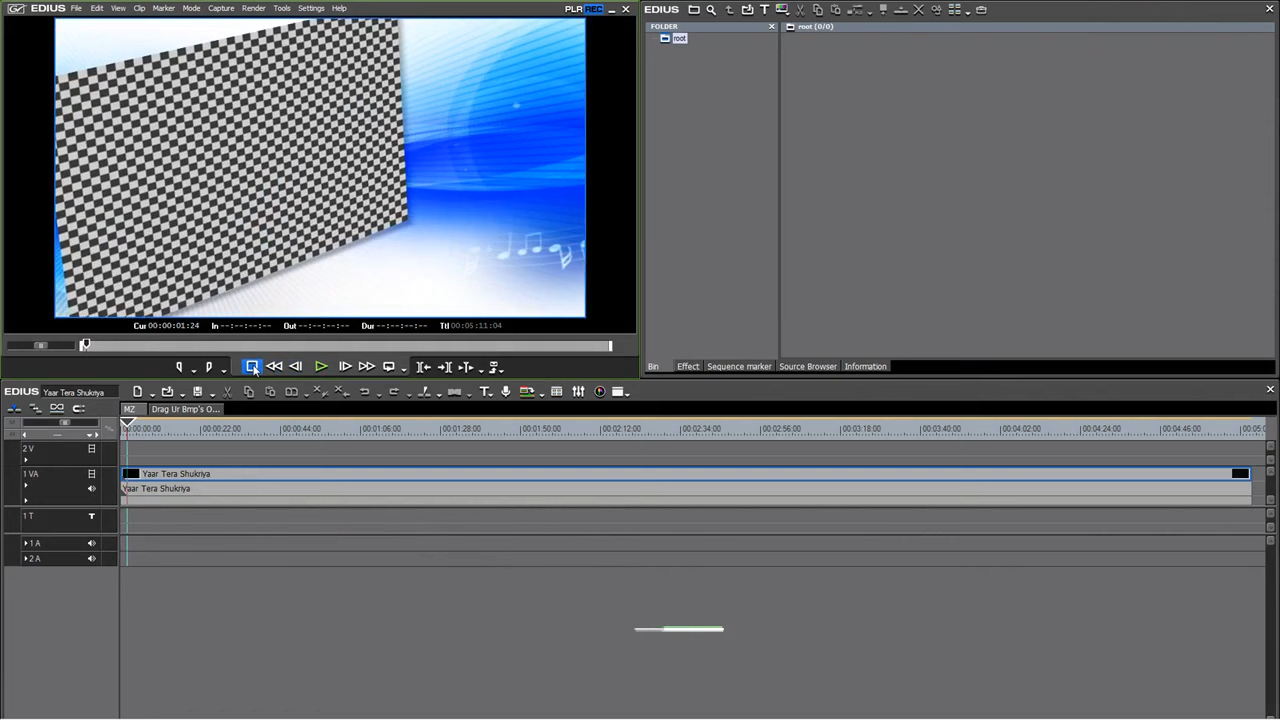 EDIUS File Edit View Clip Marker Mode Capture Render Tools Settings Help PLR REC
EDIUS
FOLDER
root (0/0)
root
Cur 00:00:01:24 In --:--:--:-- Out --:--:--:-- Dur --:--:--:-- Ttl 00:05:11:04
Bin Effect Sequence marker Source Browser Information
EDIUS Yaar Tera Shukriya
MZ Drag Ur Bmp's O...
00:00:00:00 00:00:22:00 00:00:44:00 00:01:06:00 00:01:28:00 00:01:50:00 00:02:12:00 00:02:34:00 00:02:56:00 00:03:18:00 00:03:40:00 00:04:02:00 00:04:24:00 00:04:46:00 00:05:0
2 V
1 VA Yaar Tera Shukriya
Yaar Tera Shukriya
1 T T
1 A
2 A